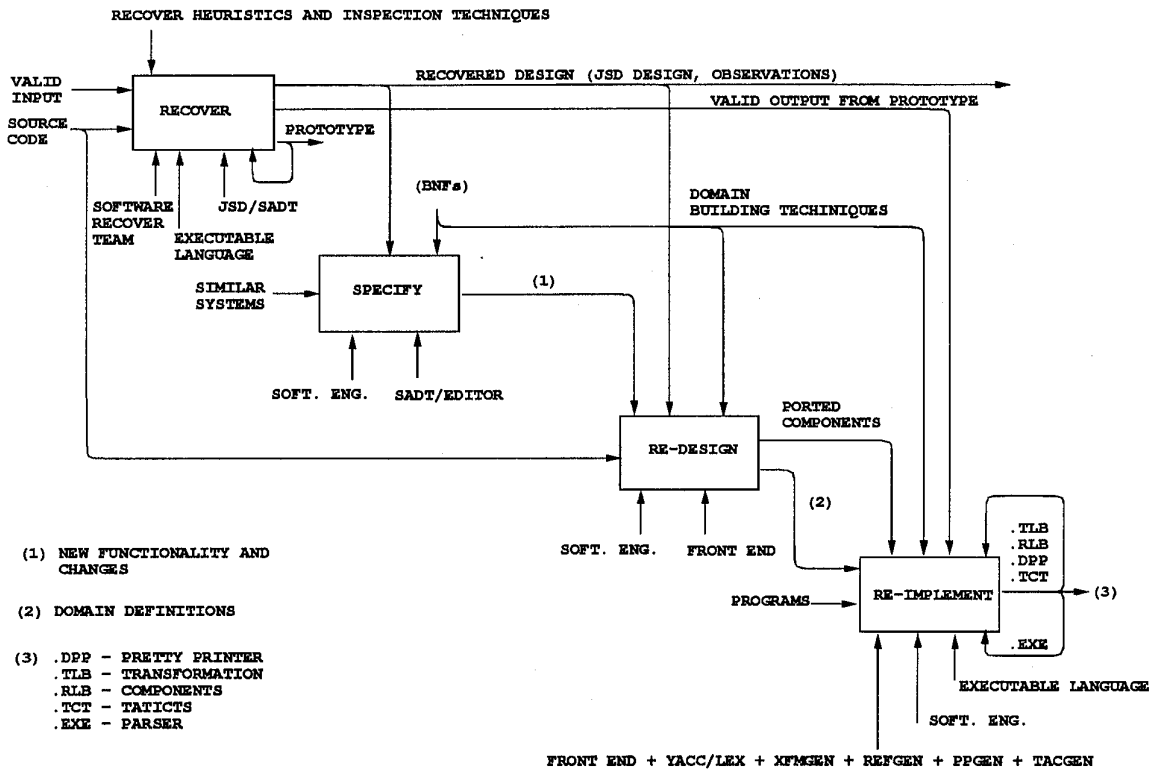 RECOVER HEURISTICS AND INSPECTION TECHNIQUES
VALID
INPUT
RECOVERED DESIGN (JSD DESIGN, OBSERVATIONS)
RECOVER
VALID OUTPUT FROM PROTOTYPE
SOURCE
CODE
PROTOTYPE
SOFTWARE
RECOVER
TEAM
JSD/SADT
EXECUTABLE
LANGUAGE
(BNFs)
DOMAIN
BUILDING TECHINIQUES
SIMILAR
SYSTEMS
SPECIFY
(1)
SOFT. ENG.
SADT/EDITOR
PORTED
COMPONENTS
RE-DESIGN
(2)
SOFT. ENG.
FRONT END
.TLB
.RLB
.DPP
.TCT
PROGRAMS
RE-IMPLEMENT
(3)
.EXE
EXECUTABLE LANGUAGE
SOFT. ENG.
FRONT END + YACC/LEX + XFMGEN + REFGEN + PPGEN + TACGEN
(1) NEW FUNCTIONALITY AND
CHANGES
(2) DOMAIN DEFINITIONS
(3) .DPP - PRETTY PRINTER
.TLB - TRANSFORMATION
.RLB - COMPONENTS
.TCT - TATICTS
.EXE - PARSER